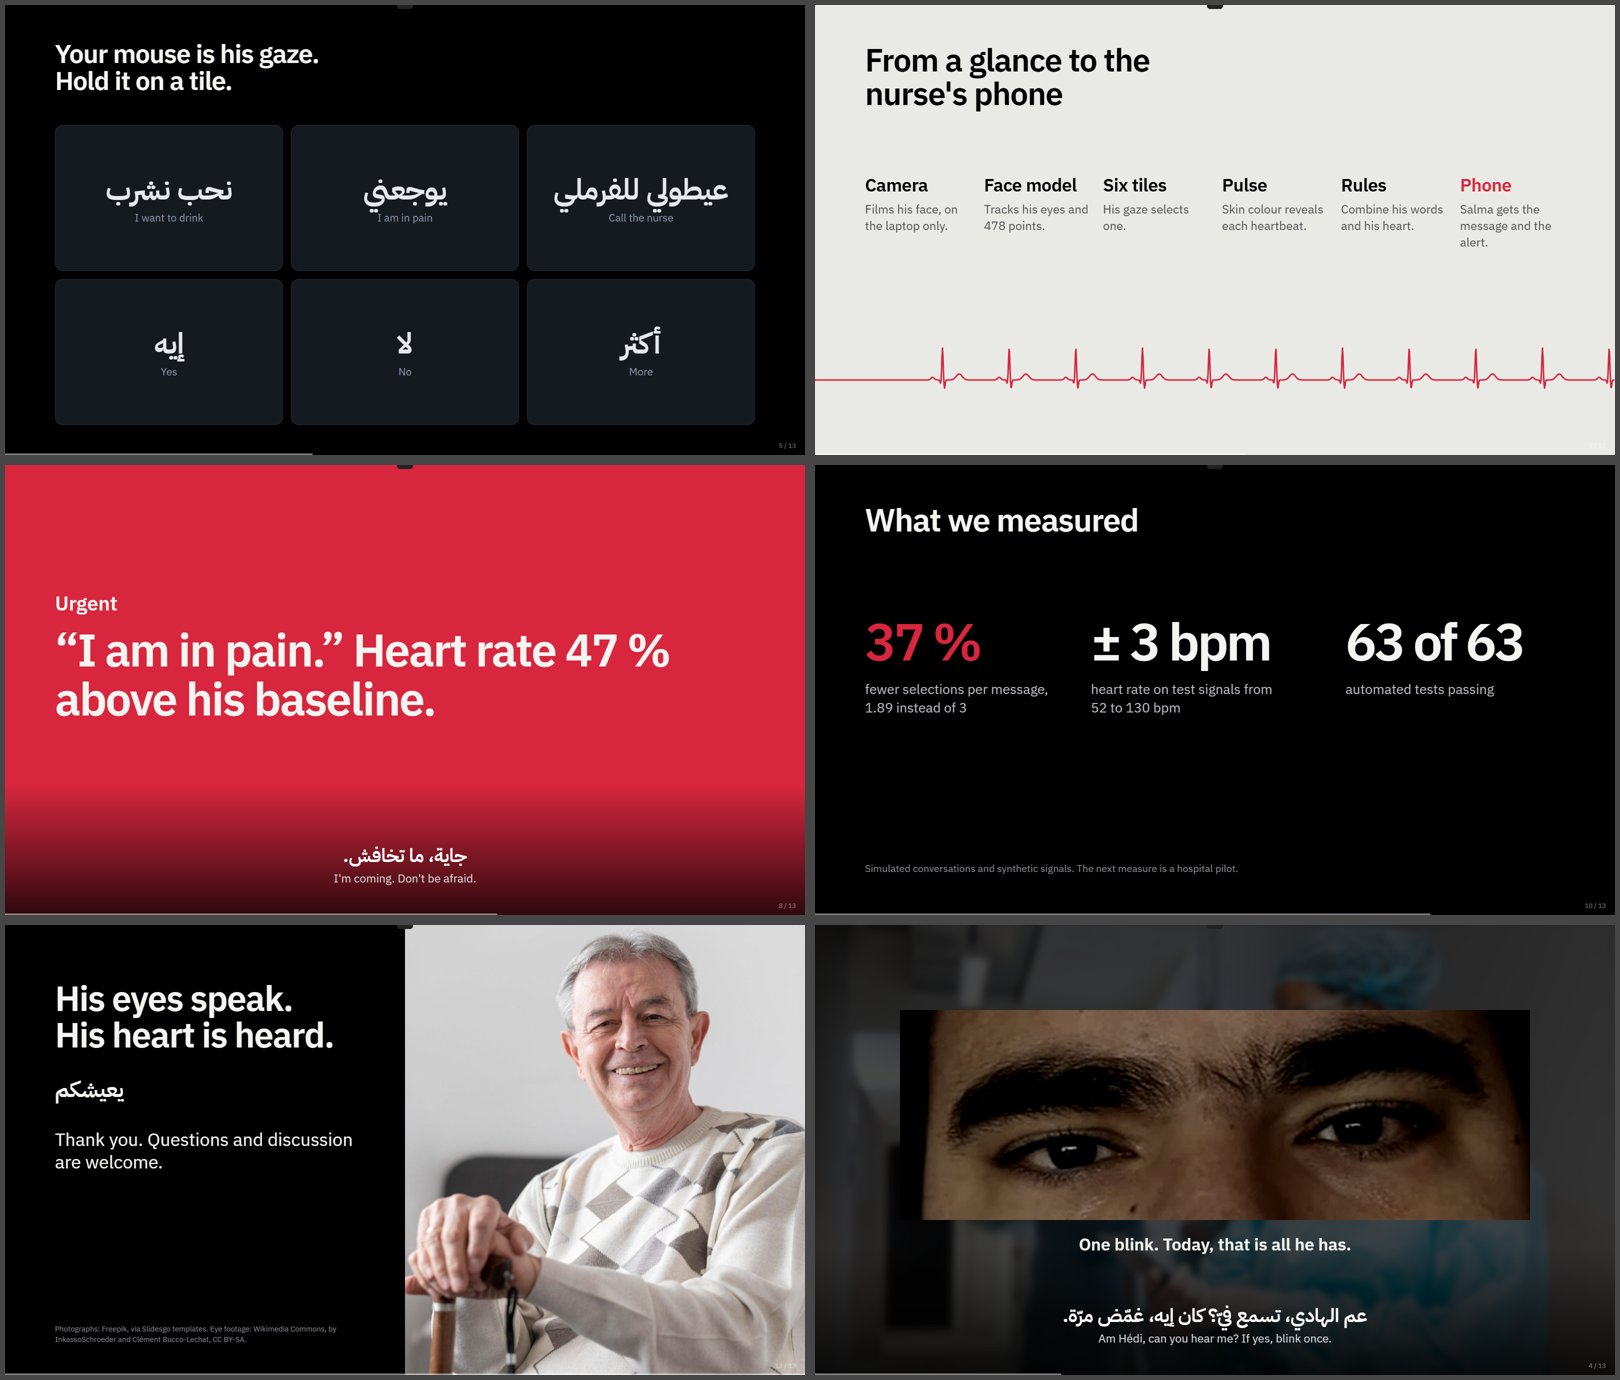 Your mouse is his gaze.
Hold it on a tile.
نحب نشرب
I want to drink
يوجعني
I am in pain
عيطولي للفرملي
Call the nurse
إيه
Yes
لا
No
أكثر
More
5 / 13
From a glance to the
nurse's phone
Camera
Films his face, on
the laptop only.
Face model
Tracks his eyes and
478 points.
Six tiles
His gaze selects
one.
Pulse
Skin colour reveals
each heartbeat.
Rules
Combine his words
and his heart.
Phone
Salma gets the
message and the
alert.
Urgent
“I am in pain.” Heart rate 47 %
above his baseline.
جاية، ما تخافش.
I'm coming. Don't be afraid.
8 / 13
What we measured
37 %
fewer selections per message,
1.89 instead of 3
± 3 bpm
heart rate on test signals from
52 to 130 bpm
63 of 63
automated tests passing
Simulated conversations and synthetic signals. The next measure is a hospital pilot.
10 / 13
His eyes speak.
His heart is heard.
يعيشكم
Thank you. Questions and discussion
are welcome.
Photographs: Freepik, via Slidesgo templates. Eye footage: Wikimedia Commons, by
InkassoSchroeder and Clément Bucco-Lechat, CC BY-SA.
One blink. Today, that is all he has.
عم الهادي، تسمع فيّ؟ كان إيه، غمّض مرّة.
Am Hédi, can you hear me? If yes, blink once.
4 / 13